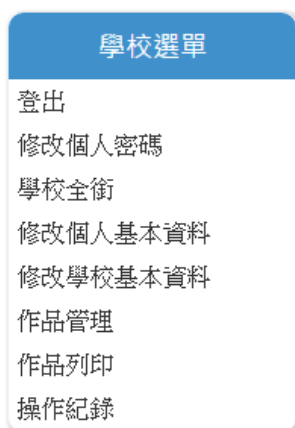 學校選單
登出
修改個人密碼
學校全銜
修改個人基本資料
修改學校基本資料
作品管理
作品列印
操作紀錄